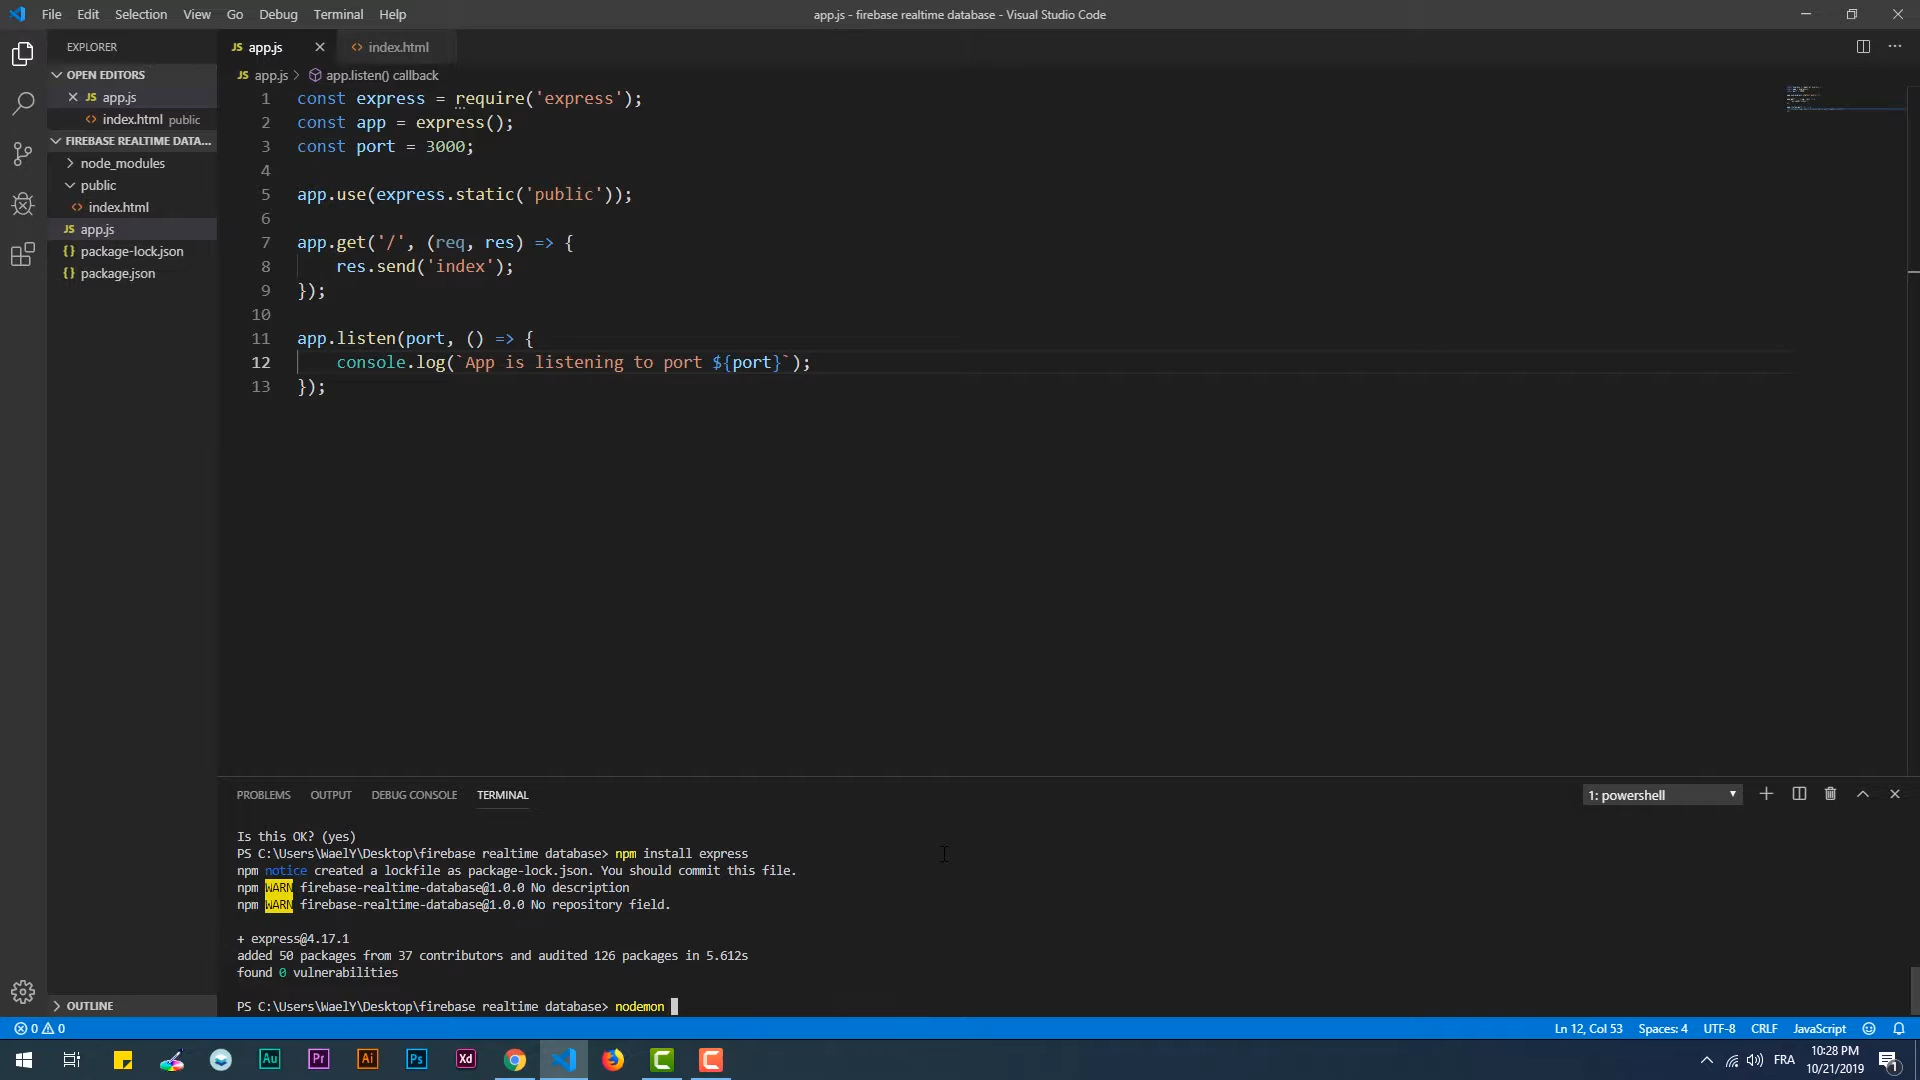 File Edit Selection View Go Debug Terminal Help
app.js - firebase realtime database - Visual Studio Code
EXPLORER
OPEN EDITORS
JS app.js
<> index.html public
FIREBASE REALTIME DATA...
node_modules
public
<> index.html
JS app.js
{} package-lock.json
{} package.json
OUTLINE
JS app.js
<> index.html
JS app.js > app.listen() callback
1 const express = require('express');
2 const app = express();
3 const port = 3000;
4
5 app.use(express.static('public'));
6
7 app.get('/', (req, res) => {
8 res.send('index');
9 });
10
11 app.listen(port, () => {
12 console.log(`App is listening to port ${port}`);
13 });
PROBLEMS OUTPUT DEBUG CONSOLE TERMINAL
1: powershell
Is this OK? (yes)
PS C:\Users\WaelY\Desktop\firebase realtime database> npm install express
npm notice created a lockfile as package-lock.json. You should commit this file.
npm WARN firebase-realtime-database@1.0.0 No description
npm WARN firebase-realtime-database@1.0.0 No repository field.
+ express@4.17.1
added 50 packages from 37 contributors and audited 126 packages in 5.612s
found 0 vulnerabilities
PS C:\Users\WaelY\Desktop\firebase realtime database> nodemon
0 0
Ln 12, Col 53 Spaces: 4 UTF-8 CRLF JavaScript
Au Pr Ai Ps Xd
FRA
10:28 PM
10/21/2019
1